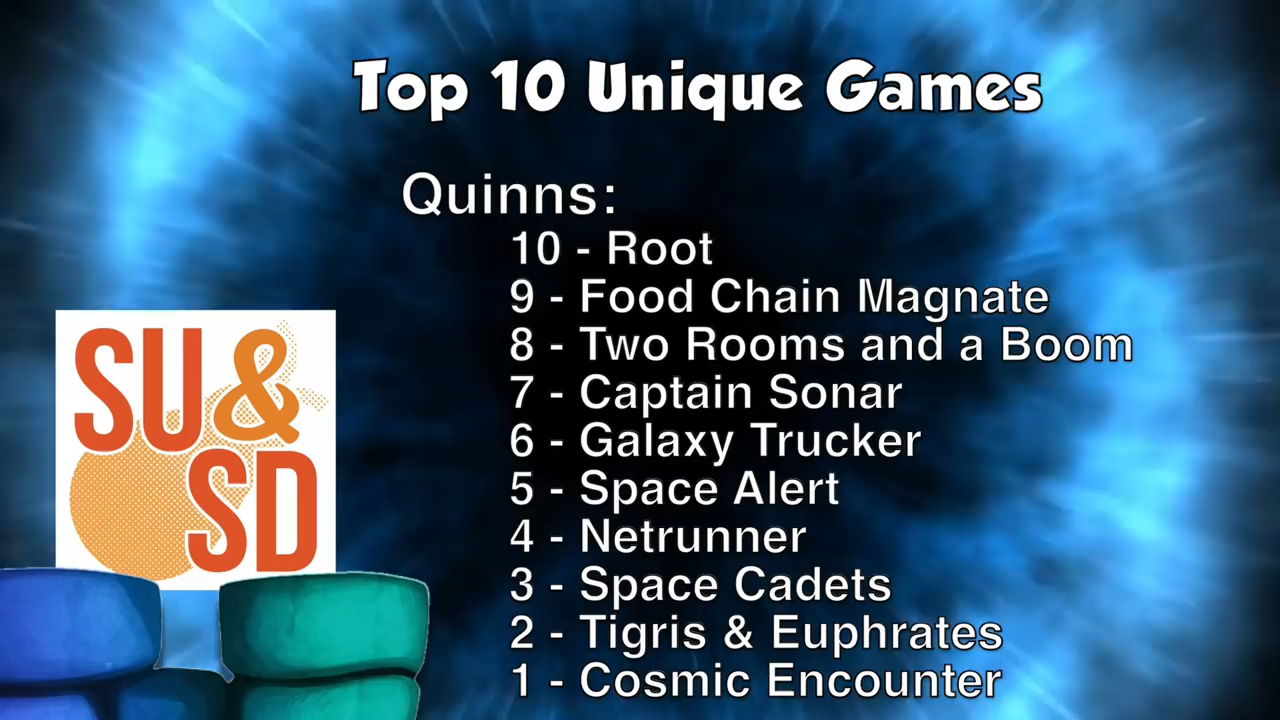 Top 10 Unique Games
Quinns:
10 - Root
9 - Food Chain Magnate
8 - Two Rooms and a Boom
7 - Captain Sonar
6 - Galaxy Trucker
5 - Space Alert
4 - Netrunner
3 - Space Cadets
2 - Tigris & Euphrates
1 - Cosmic Encounter
SU&
SD